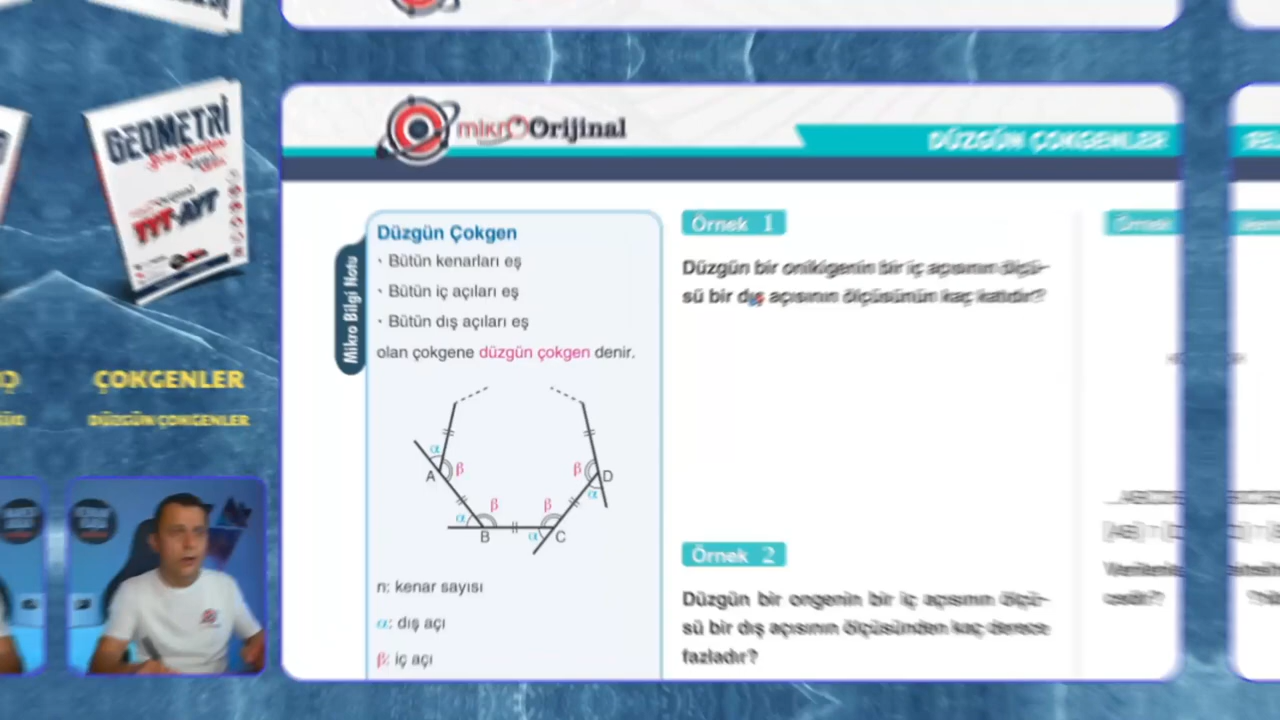 GEOMETRİ
TYT-AYT
ÇOKGENLER
DÜZGÜN ÇOKGENLER
mikroOrijinal
DÜZGÜN ÇOKGENLER
Mikro Bilgi Notu
Düzgün Çokgen
· Bütün kenarları eş
· Bütün iç açıları eş
· Bütün dış açıları eş
olan çokgene düzgün çokgen denir.
α β β α
A D
α β β α
B C
n: kenar sayısı
α: dış açı
β: iç açı
Örnek 1
Düzgün bir onikigenin bir iç açısının ölçü-
sü bir dış açısının ölçüsünün kaç katıdır?
Örnek 2
Düzgün bir ongenin bir iç açısının ölçü-
sü bir dış açısının ölçüsünden kaç derece
fazladır?
Örnek